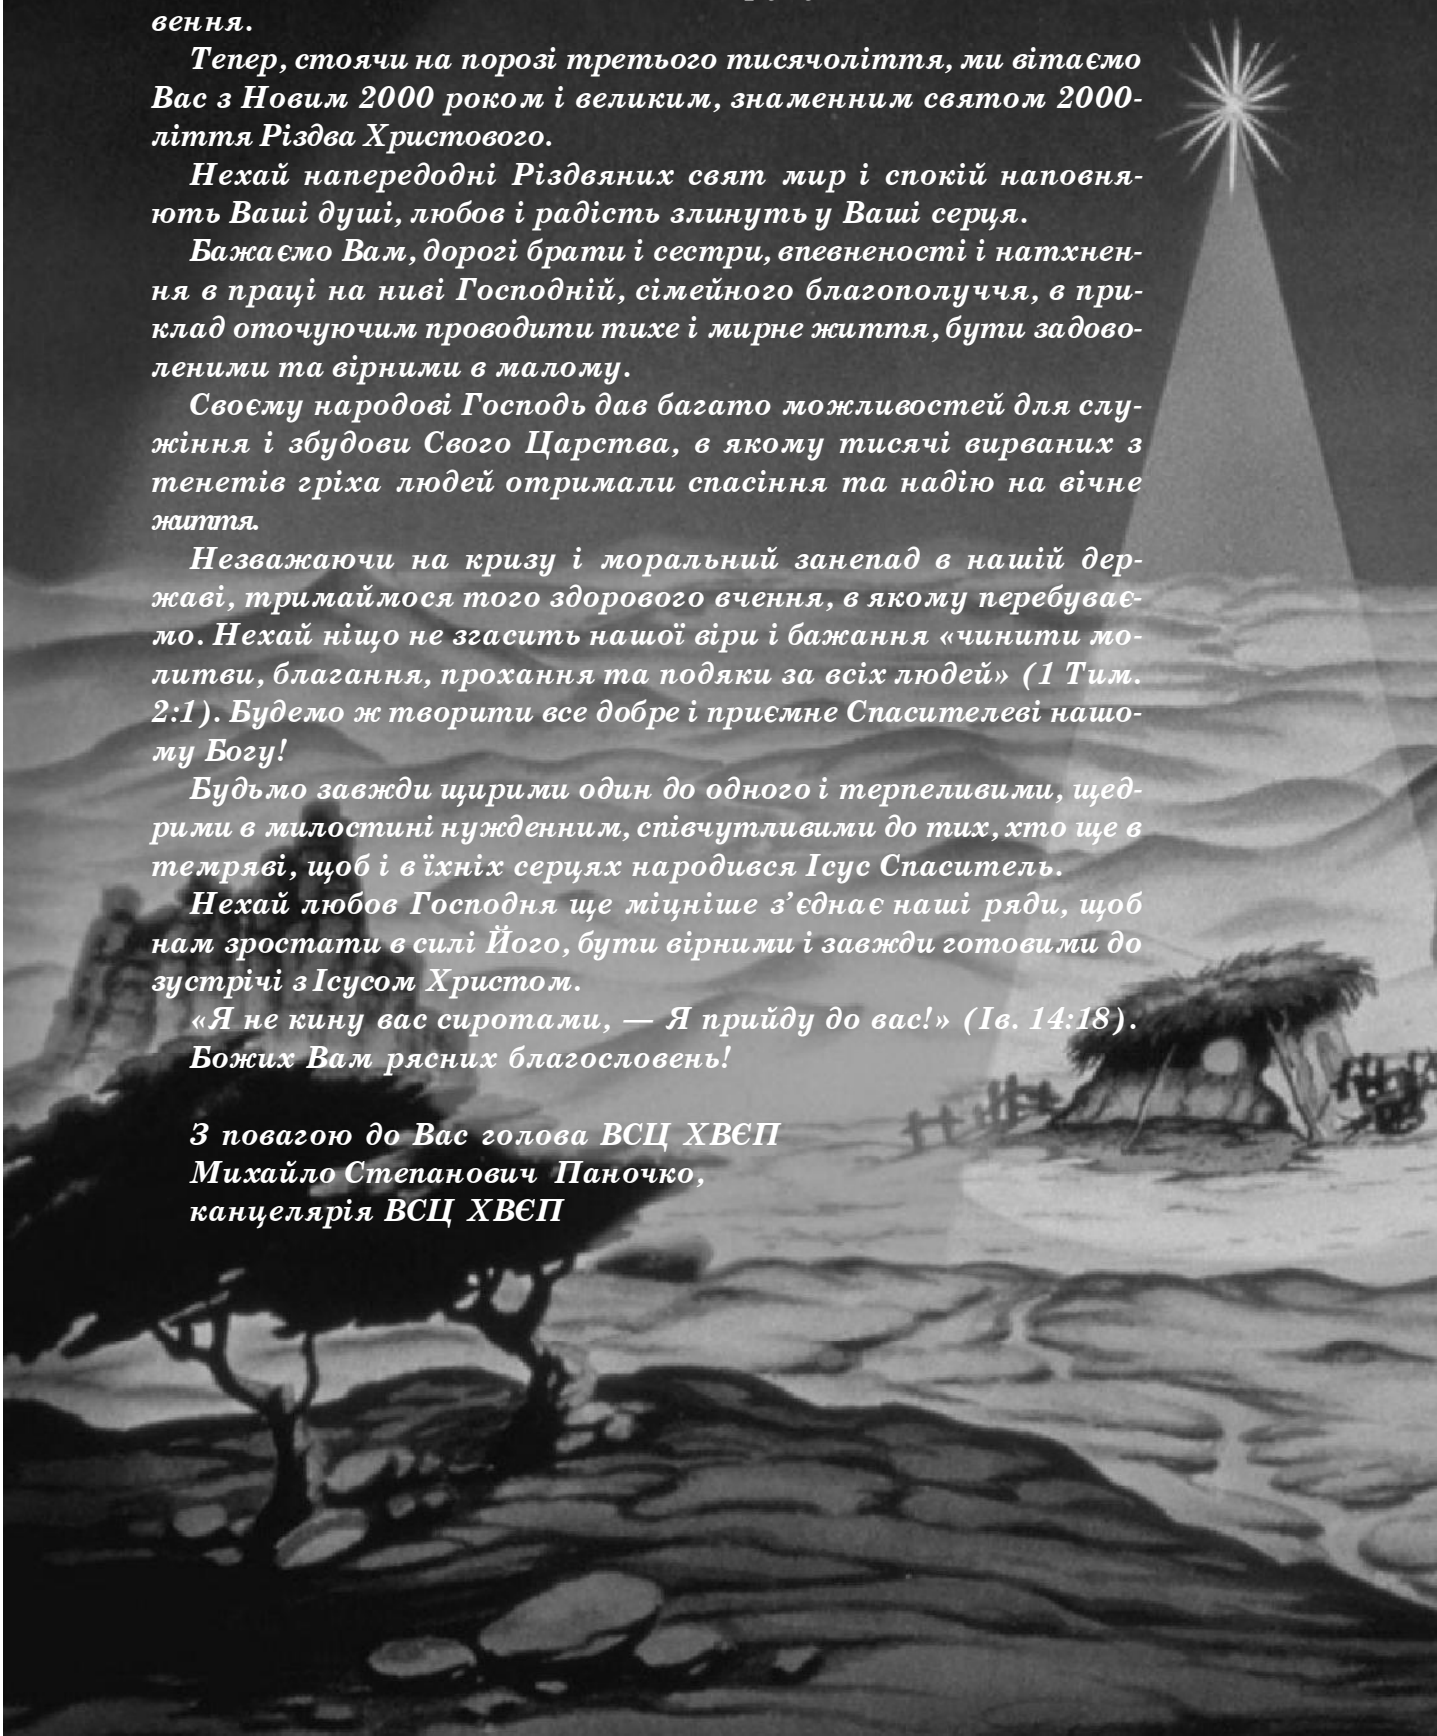 вення.
Тепер, стоячи на порозі третього тисячоліття, ми вітаємо
Вас з Новим 2000 роком і великим, знаменним святом 2000-
ліття Різдва Христового.
Нехай напередодні Різдвяних свят мир і спокій наповня-
ють Ваші душі, любов і радість злинуть у Ваші серця.
Бажаємо Вам, дорогі брати і сестри, впевненості і натхнен-
ня в праці на ниві Господній, сімейного благополуччя, в при-
клад оточуючим проводити тихе і мирне життя, бути задово-
леними та вірними в малому.
Своєму народові Господь дав багато можливостей для слу-
жіння і збудови Свого Царства, в якому тисячі вирваних з
тенетів гріха людей отримали спасіння та надію на вічне
життя.
Незважаючи на кризу і моральний занепад в нашій дер-
жаві, тримаймося того здорового вчення, в якому перебуває-
мо. Нехай ніщо не згасить нашої віри і бажання «чинити мо-
литви, благання, прохання та подяки за всіх людей» (1 Тим.
2:1). Будемо ж творити все добре і приємне Спасителеві нашо-
му Богу!
Будьмо завжди щирими один до одного і терпеливими, щед-
рими в милостині нужденним, співчутливими до тих, хто ще в
темряві, щоб і в їхніх серцях народився Ісус Спаситель.
Нехай любов Господня ще міцніше з’єднає наші ряди, щоб
нам зростати в силі Його, бути вірними і завжди готовими до
зустрічі з Ісусом Христом.
«Я не кину вас сиротами, — Я прийду до вас!» (Ів. 14:18).
Божих Вам рясних благословень!
З повагою до Вас голова ВСЦ ХВЄП
Михайло Степанович Паночко,
канцелярія ВСЦ ХВЄП